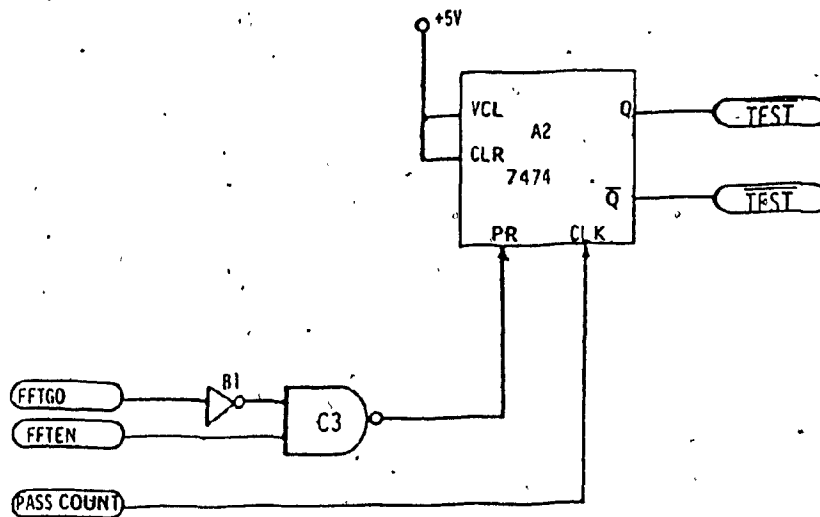 +5V
VCL
A2
Q
TEST
CLR
7474
Q̅
TEST
PR
CLK
B1
FFTGO
C3
FFTEN
PASS COUNT